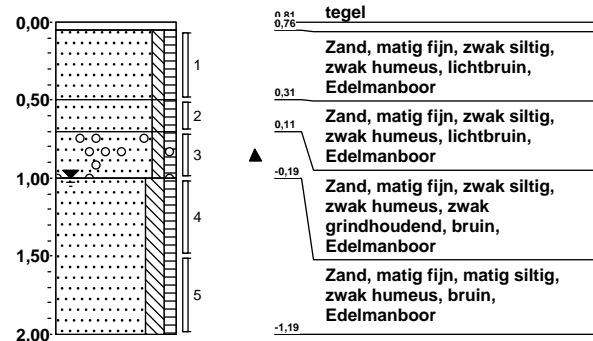 0,00
0,50
1,00
1,50
2,00
1
2
3
4
5
0,81
tegel
0,76
Zand, matig fijn, zwak siltig,
zwak humeus, lichtbruin,
Edelmanboor
0,31
Zand, matig fijn, zwak siltig,
zwak humeus, lichtbruin,
Edelmanboor
0,11
Zand, matig fijn, zwak siltig,
zwak humeus, zwak
grindhoudend, bruin,
Edelmanboor
-0,19
Zand, matig fijn, matig siltig,
zwak humeus, bruin,
Edelmanboor
-1,19